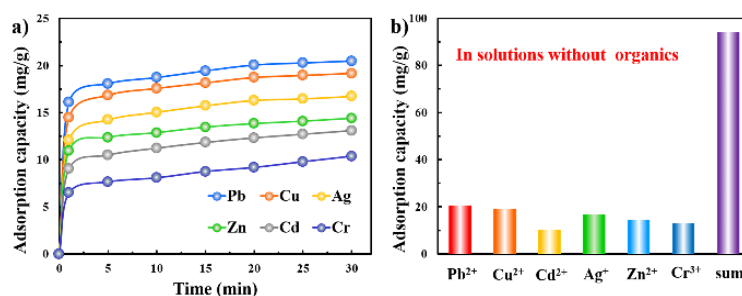 a)
Adsorption capacity (mg/g)
25
20
15
10
5
0
Pb Cu Ag
Zn Cd Cr
0 5 10 15 20 25 30
Time (min)
b)
Adsorption capacity (mg/g)
100
80
60
40
20
0
In solutions without organics
Pb²⁺ Cu²⁺ Cd²⁺ Ag⁺ Zn²⁺ Cr³⁺ sum